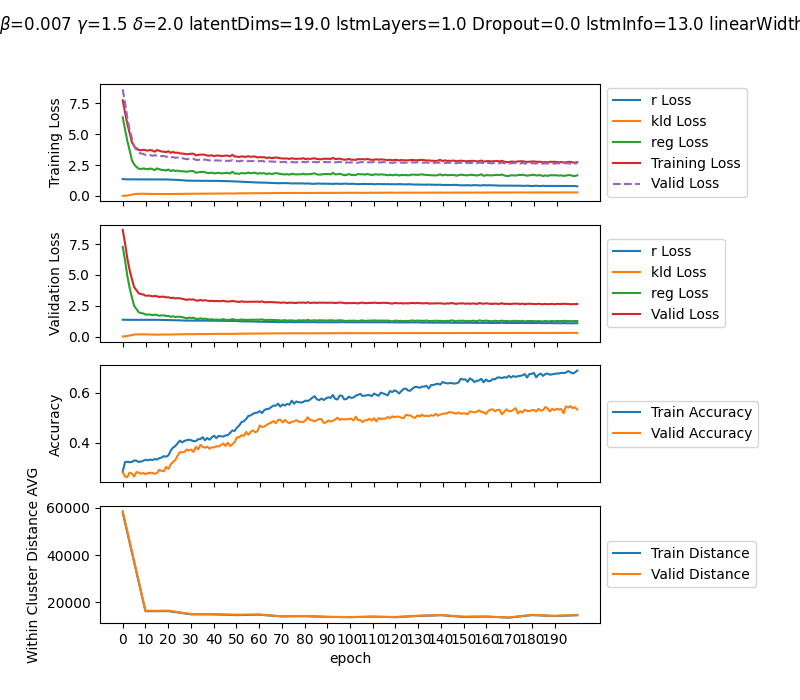 β=0.007 γ=1.5 δ=2.0 latentDims=19.0 lstmLayers=1.0 Dropout=0.0 lstmInfo=13.0 linearWidth
Training Loss
7.5
5.0
2.5
0.0
r Loss
kld Loss
reg Loss
Training Loss
Valid Loss
Validation Loss
7.5
5.0
2.5
0.0
r Loss
kld Loss
reg Loss
Valid Loss
Accuracy
0.6
0.4
Train Accuracy
Valid Accuracy
Within Cluster Distance AVG
60000
40000
20000
Train Distance
Valid Distance
0 10 20 30 40 50 60 70 80 90 100 110 120 130 140 150 160 170 180 190
epoch